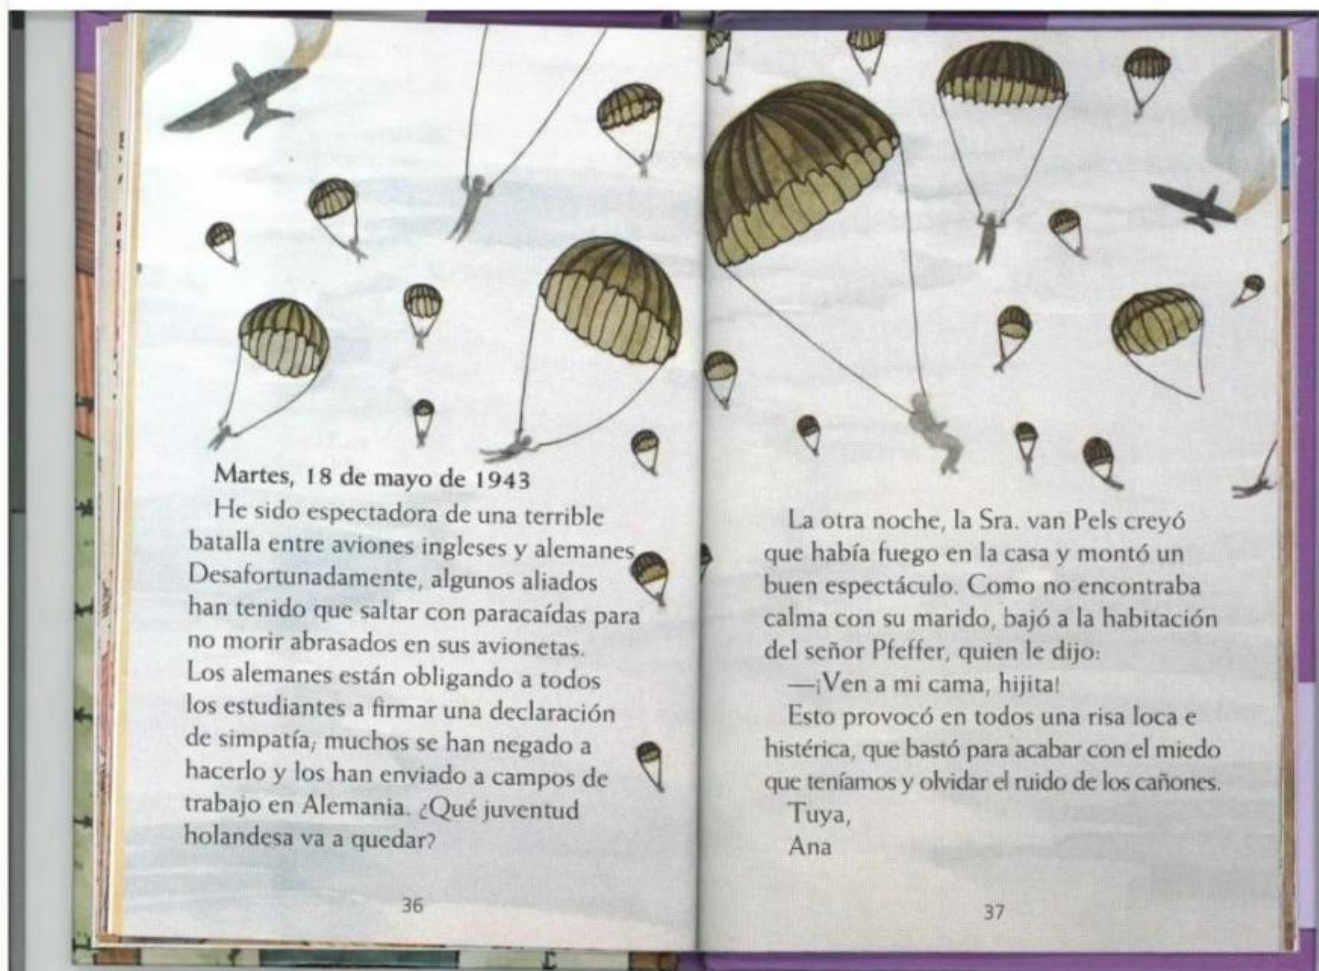 Martes, 18 de mayo de 1943
He sido espectadora de una terrible
batalla entre aviones ingleses y alemanes
Desafortunadamente, algunos aliados
han tenido que saltar con paracaídas para
no morir abrasados en sus avionetas.
Los alemanes están obligando a todos
los estudiantes a firmar una declaración
de simpatía; muchos se han negado a
hacerlo y los han enviado a campos de
trabajo en Alemania. ¿Qué juventud
holandesa va a quedar?
36
La otra noche, la Sra. van Pels creyó
que había fuego en la casa y montó un
buen espectáculo. Como no encontraba
calma con su marido, bajó a la habitación
del señor Pfeffer, quien le dijo:
—¡Ven a mi cama, hijita!
Esto provocó en todos una risa loca e
histérica, que bastó para acabar con el miedo
que teníamos y olvidar el ruido de los cañones.
Tuya,
Ana
37